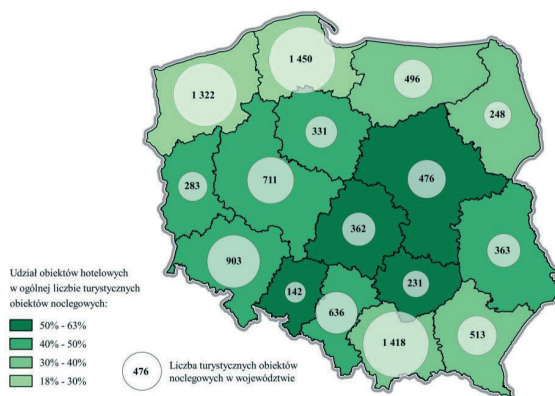 1 450
1 322
496
248
331
283
711
476
362
363
903
142
636
231
1 418
513
Udział obiektów hotelowych
w ogólnej liczbie turystycznych
obiektów noclegowych:
50% - 63%
40% - 50%
30% - 40%
18% - 30%
476
Liczba turystycznych obiektów
noclegowych w województwie